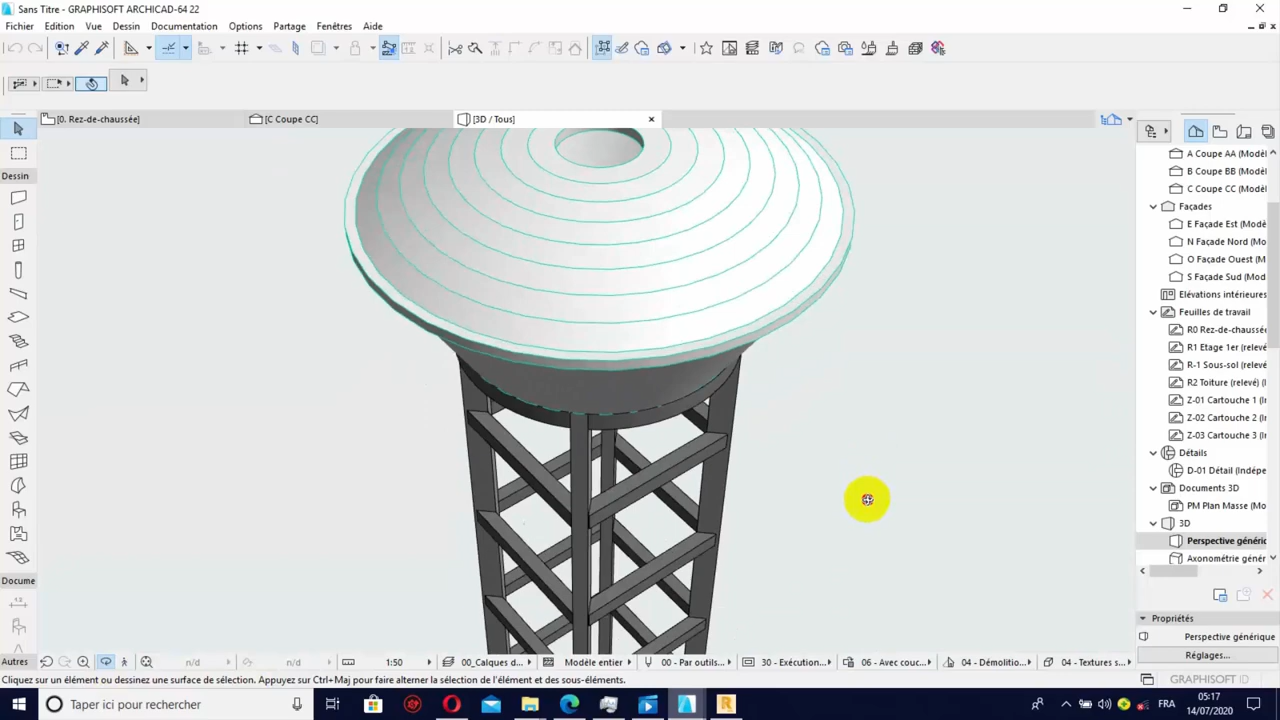 Sans Titre - GRAPHISOFT ARCHICAD-64 22
Fichier Edition Vue Dessin Documentation Options Partage Fenêtres Aide
[0. Rez-de-chaussée] [C Coupe CC] [3D / Tous]
Dessin
A Coupe AA (Modèl
B Coupe BB (Modèl
C Coupe CC (Modèl
Façades
E Façade Est (Mod
N Façade Nord (Mo
O Façade Ouest (M
S Façade Sud (Mod
Elévations intérieures
Feuilles de travail
R0 Rez-de-chaussé
R1 Etage 1er (relev
R-1 Sous-sol (relev
R2 Toiture (relevé) (
Z-01 Cartouche 1 (
Z-02 Cartouche 2 (
Z-03 Cartouche 3 (
Détails
D-01 Détail (Indépe
Documents 3D
PM Plan Masse (Mo
3D
Perspective généric
Axonométrie génér
Docume
Propriétés
Perspective générique
Réglages...
Autres
n/d n/d 1:50 00_Calques d... Modèle entier 00 - Par outils... 30 - Exécution... 06 - Avec couc... 04 - Démolitio... 04 - Textures s...
Cliquez sur un élément ou dessinez une surface de sélection. Appuyez sur Ctrl+Maj pour faire alterner la sélection de l'élément et des sous-éléments.
GRAPHISOFT ID
Taper ici pour rechercher
FRA
05:17
14/07/2020